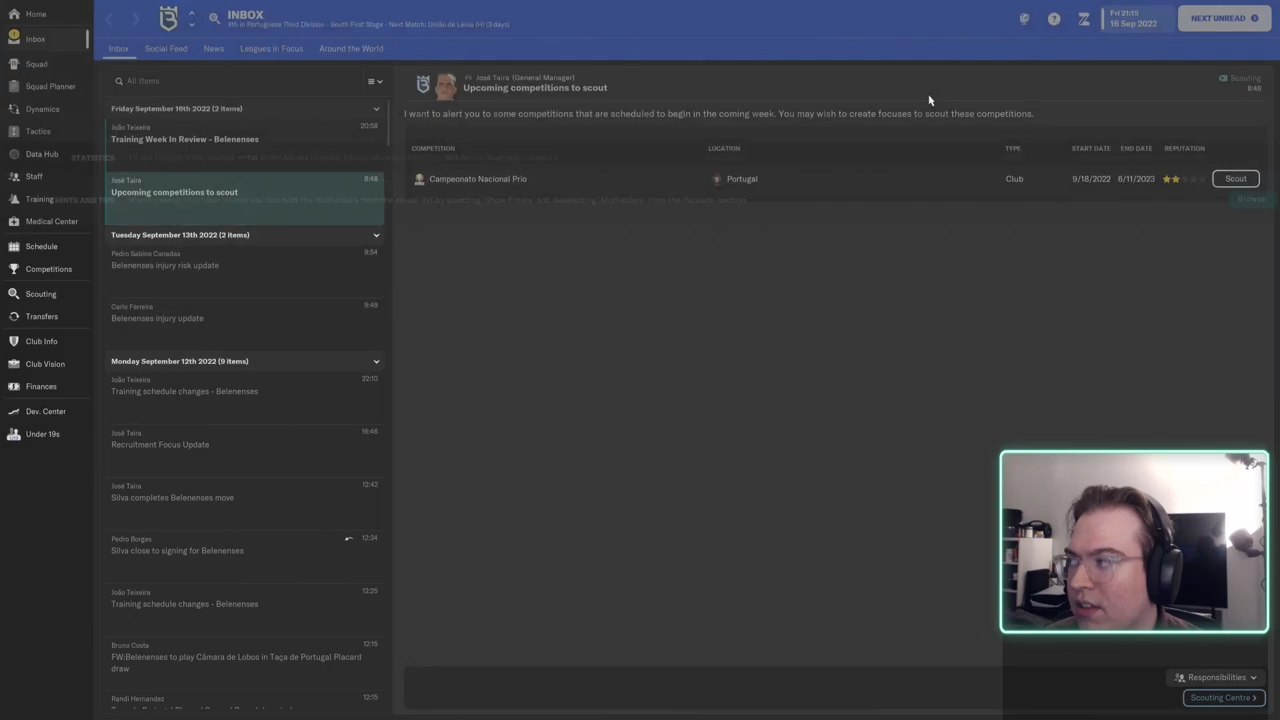 Home
Inbox
Squad
Squad Planner
Dynamics
Tactics
Data Hub
Staff
Training
Medical Center
Schedule
Competitions
Scouting
Transfers
Club Info
Club Vision
Finances
Dev. Center
Under 19s
INBOX
4th in Portuguese Third Division - South First Stage - Next Match: União de Leiria (H) (3 days)
Fri 21:15
16 Sep 2022
NEXT UNREAD
Inbox
Social Feed
News
Leagues in Focus
Around the World
All Items
Friday September 16th 2022 (2 items)
João Teixeira
20:58
Training Week In Review - Belenenses
STATISTICS
José Taira
8:48
Upcoming competitions to scout
HINTS AND TIPS
Tuesday September 13th 2022 (2 items)
Pedro Sabino Canadas
9:54
Belenenses injury risk update
Carlo Ferreira
9:49
Belenenses injury update
Monday September 12th 2022 (9 items)
João Teixeira
22:10
Training schedule changes - Belenenses
José Taira
16:46
Recruitment Focus Update
José Taira
12:42
Silva completes Belenenses move
Pedro Borges
12:34
Silva close to signing for Belenenses
João Teixeira
12:25
Training schedule changes - Belenenses
Bruno Costa
12:15
FW:Belenenses to play Câmara de Lobos in Taça de Portugal Placard
draw
Randi Hernandez
12:15
José Taira (General Manager)
Upcoming competitions to scout
Scouting
8:48
I want to alert you to some competitions that are scheduled to begin in the coming week. You may wish to create focuses to scout these competitions.
COMPETITION
LOCATION
TYPE
START DATE
END DATE
REPUTATION
Campeonato Nacional Prio
Portugal
Club
9/18/2022
6/11/2023
Scout
Browse
Responsibilities
Scouting Centre